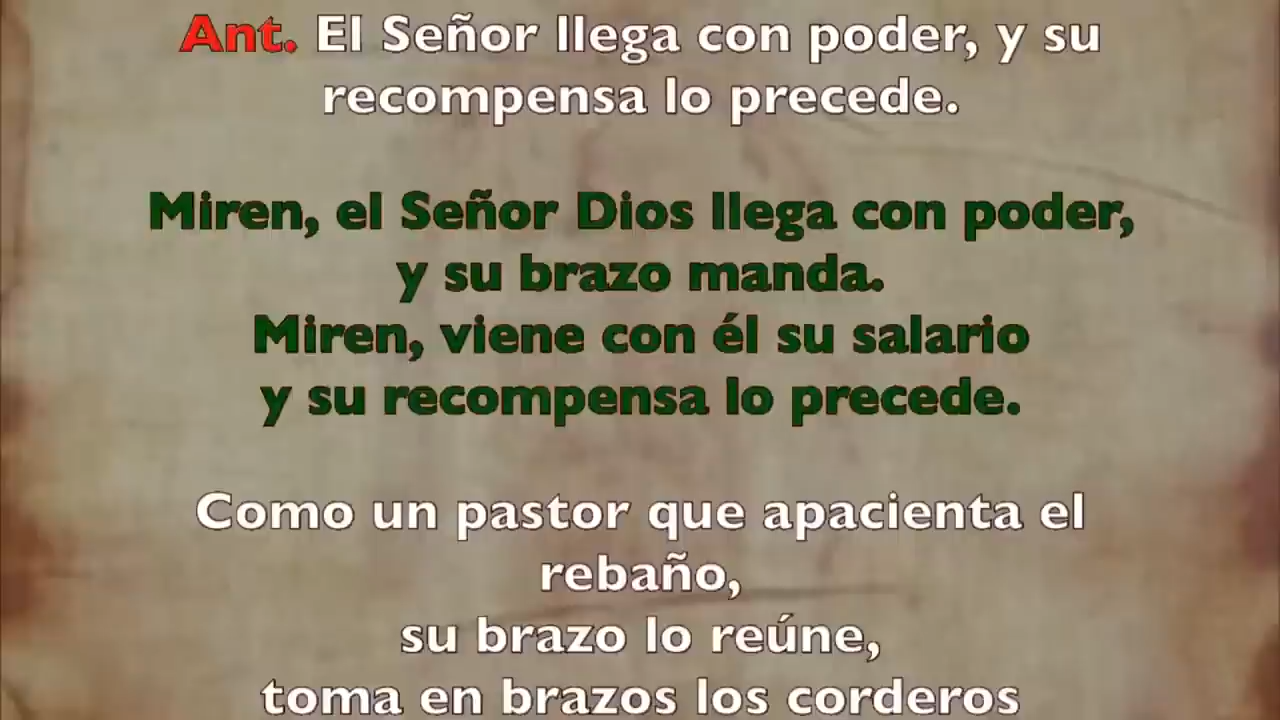 Ant. El Señor llega con poder, y su
recompensa lo precede.
Miren, el Señor Dios llega con poder,
y su brazo manda.
Miren, viene con él su salario
y su recompensa lo precede.
Como un pastor que apacienta el
rebaño,
su brazo lo reúne,
toma en brazos los corderos